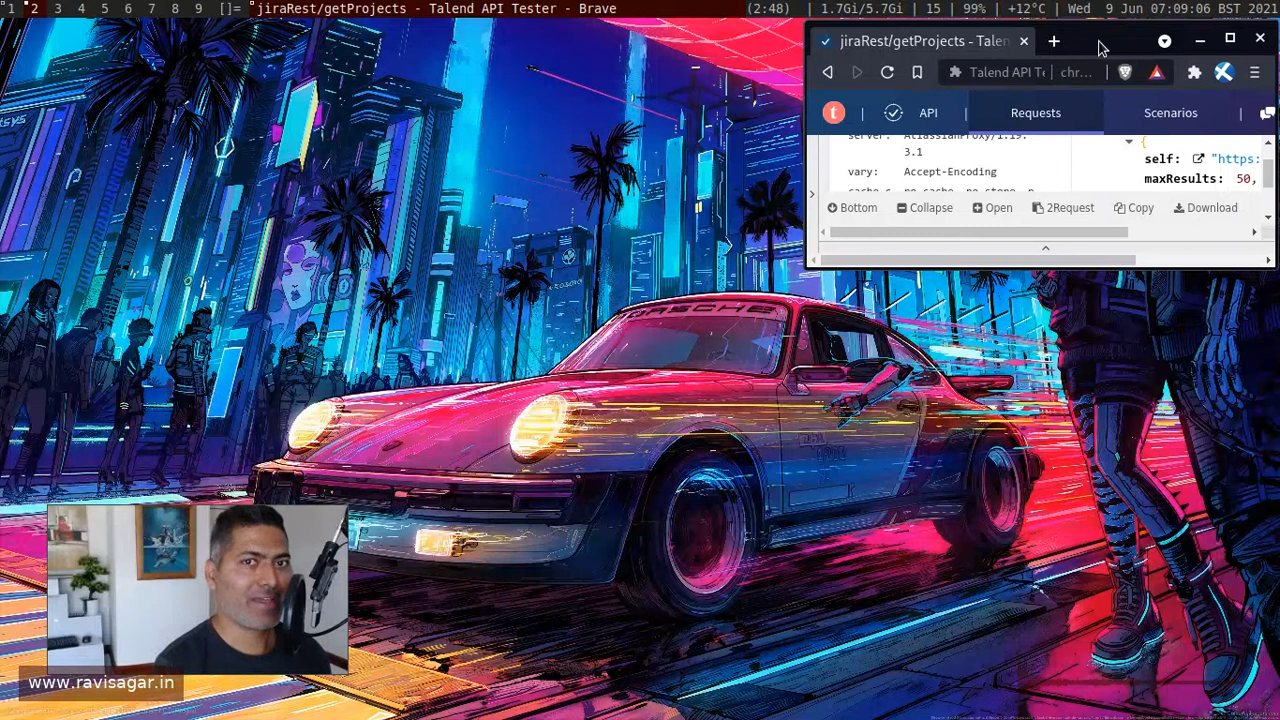 1 2 3 4 5 6 7 8 9 []= jiraRest/getProjects - Talend API Tester - Brave (2:48) | 1.7Gi/5.7Gi | 15 | 99% | +12°C | Wed 9 Jun 07:09:06 BST 2021
jiraRest/getProjects - Talen
Talend API Te | chr...
t | API | Requests Scenarios |
server: AtlassianProxy/1.19.
3.1
vary: Accept-Encoding
{
self: "https:
maxResults: 50,
Bottom Collapse Open 2Request Copy Download
PORSCHE
www.ravisagar.in